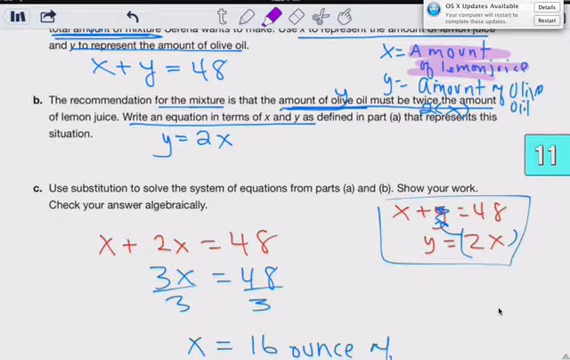 OS X Updates Available
Your computer will restart to complete these updates.
Details
Restart
total amount of mixture Serena wants to make. Use x to represent the amount of lemon juice
and y to represent the amount of olive oil.
x + y = 48
x = Amount of lemon juice
y = amount of Olive Oil
y
b. The recommendation for the mixture is that the amount of olive oil must be twice the amount
of lemon juice. Write an equation in terms of x and y as defined in part (a) that represents this
situation.
y = 2x
11
c. Use substitution to solve the system of equations from parts (a) and (b). Show your work.
Check your answer algebraically.
x + y = 48
y = (2x)
x + 2x = 48
3x = 48
3 3
x = 16 ounce